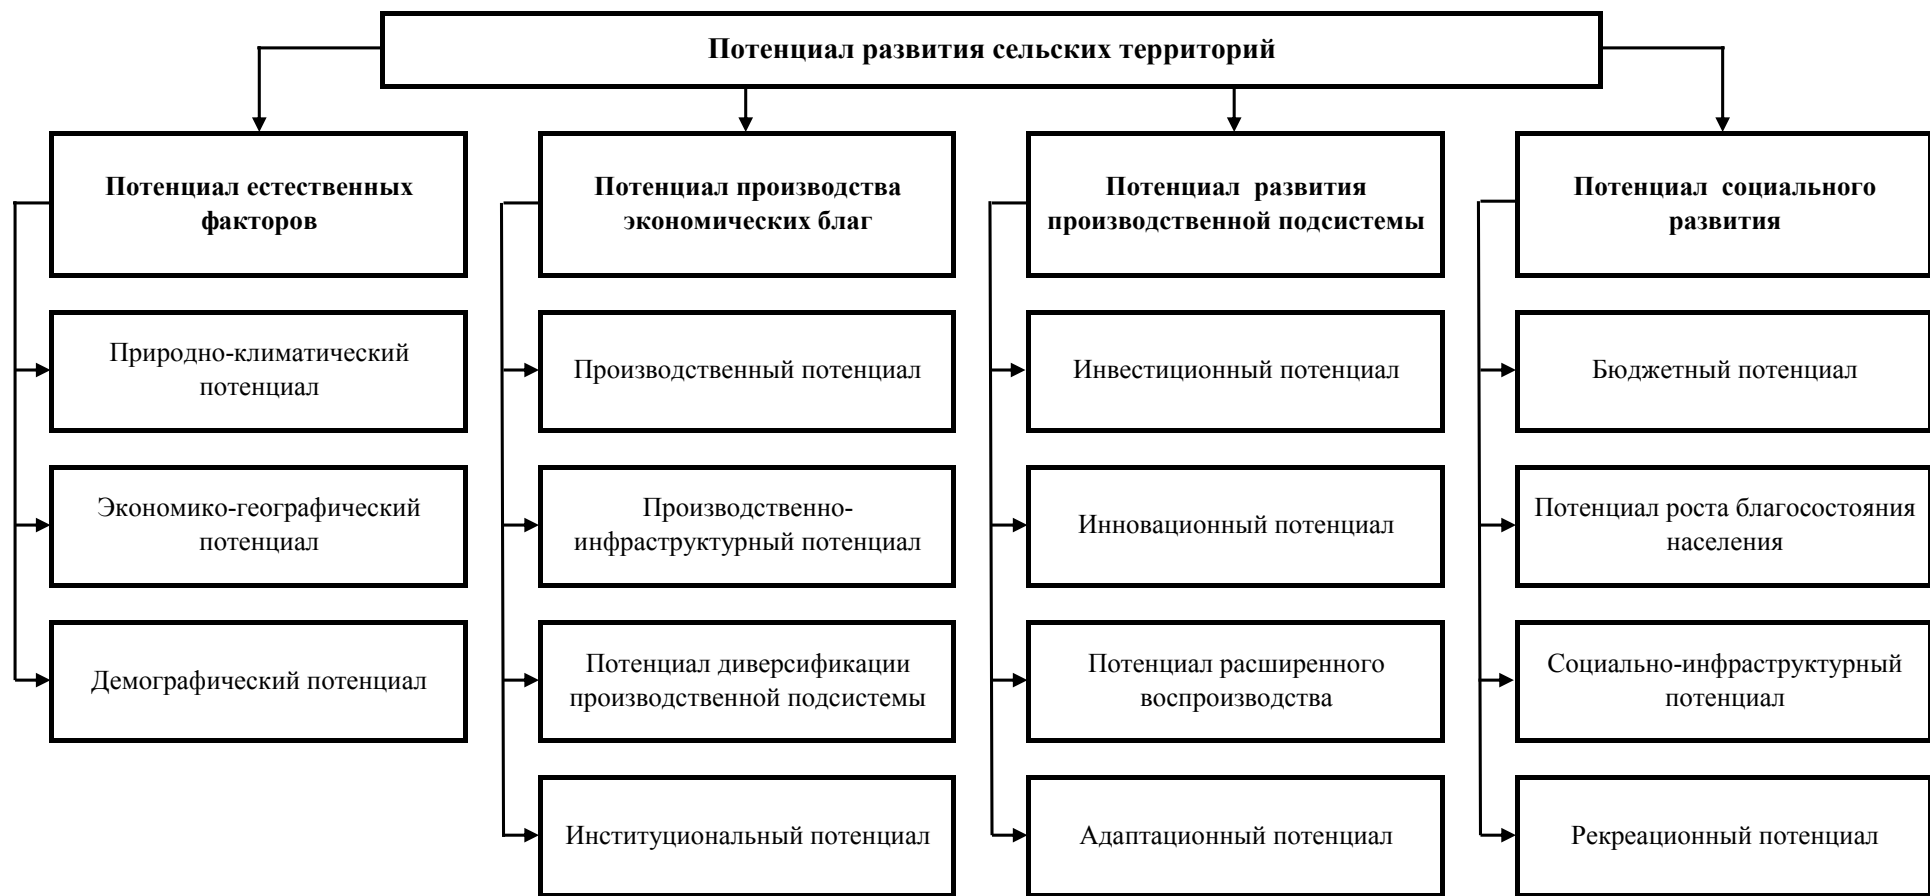 Потенциал развития сельских территорий
Потенциал естественных
факторов
Потенциал производства
экономических благ
Потенциал развития
производственной подсистемы
Потенциал социального
развития
Природно-климатический
потенциал
Производственный потенциал
Инвестиционный потенциал
Бюджетный потенциал
Экономико-географический
потенциал
Производственно-
инфраструктурный потенциал
Инновационный потенциал
Потенциал роста благосостояния
населения
Демографический потенциал
Потенциал диверсификации
производственной подсистемы
Потенциал расширенного
воспроизводства
Социально-инфраструктурный
потенциал
Институциональный потенциал
Адаптационный потенциал
Рекреационный потенциал